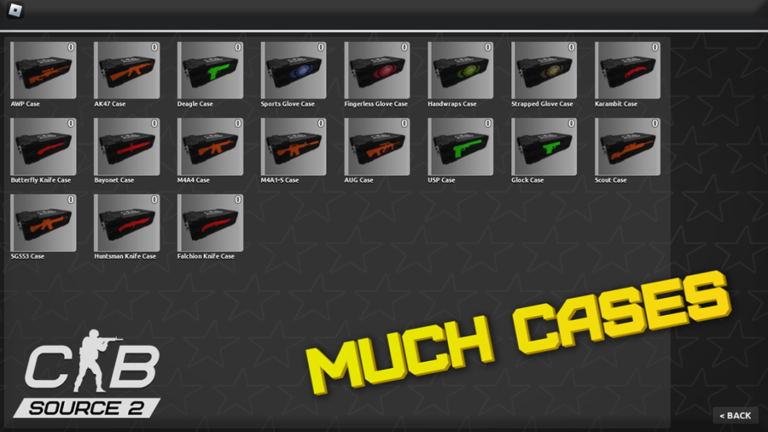 0 0 0 0 0 0 0 0
AWP Case AK47 Case Deagle Case Sports Glove Case Fingerless Glove Case Handwraps Case Strapped Glove Case Karambit Case
0 0 0 0 0 0 0 0
Butterfly Knife Case Bayonet Case M4A4 Case M4A1-S Case AUG Case USP Case Glock Case Scout Case
0 0 0
SG553 Case Huntsman Knife Case Falchion Knife Case
MUCH CASES
CB
SOURCE 2
< BACK